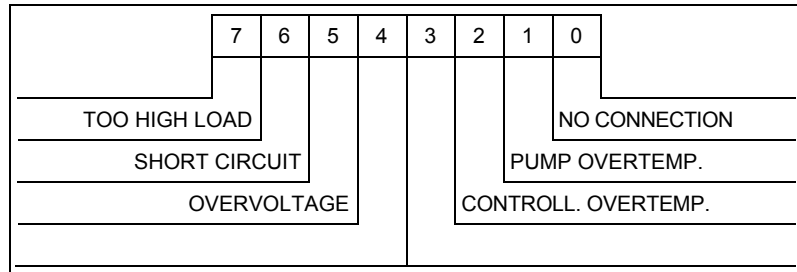 7 6 5 4 3 2 1 0
TOO HIGH LOAD NO CONNECTION
SHORT CIRCUIT PUMP OVERTEMP.
OVERVOLTAGE CONTROLL. OVERTEMP.